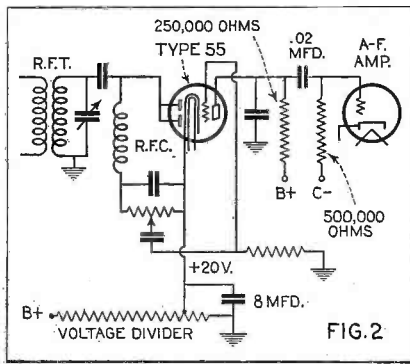 250,000 OHMS
TYPE 55
.02
MFD.
A-F.
AMP.
R.F.T.
R.F.C.
B+
C-
500,000
OHMS
+20V.
8 MFD.
B+
VOLTAGE DIVIDER
FIG.2